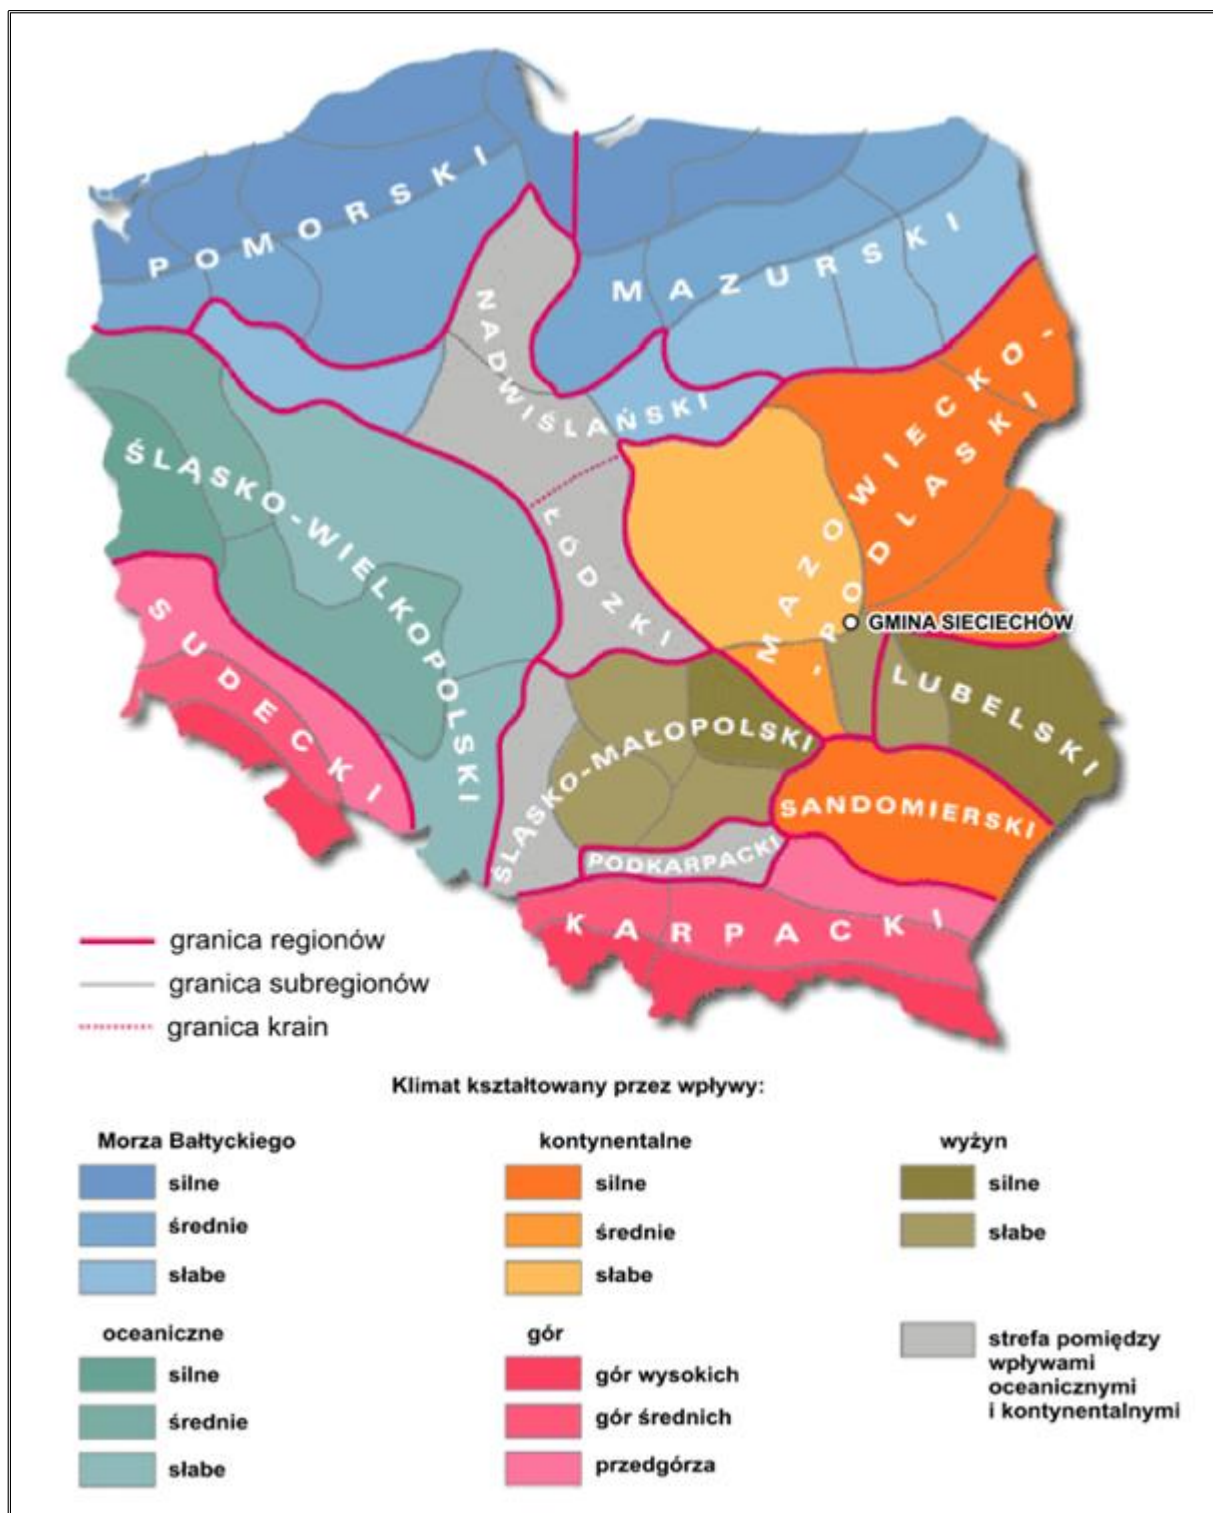 POMORSKI
MAZURSKI
NADWIŚLAŃSKI
MAZOWIECKO-
-PODLASKI
ŚLĄSKO-WIELKOPOLSKI
ŁÓDZKI
GMINA SIECIECHÓW
SUDECKI
LUBELSKI
ŚLĄSKO-MAŁOPOLSKI
SANDOMIERSKI
PODKARPACKI
KARPACKI
granica regionów
granica subregionów
granica krain
Klimat kształtowany przez wpływy:
Morza Bałtyckiego
silne
średnie
słabe
kontynentalne
silne
średnie
słabe
wyżyn
silne
słabe
oceaniczne
silne
średnie
słabe
gór
gór wysokich
gór średnich
przedgórza
strefa pomiędzy
wpływami
oceanicznymi
i kontynentalnymi